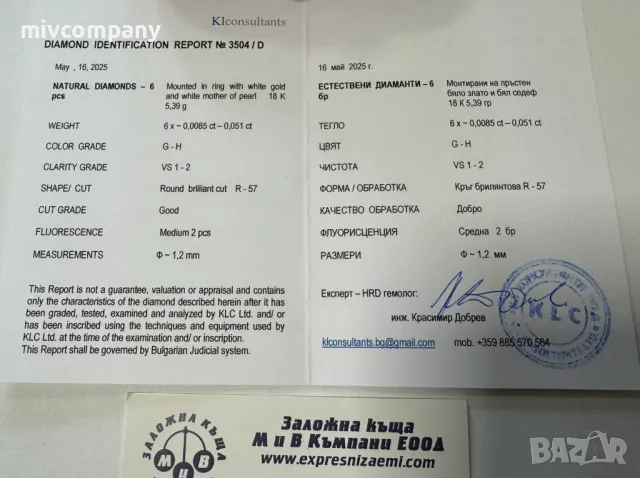 mivcompany
Klconsultants
DIAMOND IDENTIFICATION REPORT № 3504 / D
May , 16, 2025
NATURAL DIAMONDS – 6 pcs
Mounted in ring with white gold and white mother of pearl 18 K 5,39 g
WEIGHT 6 x ~ 0,0085 ct – 0,051 ct
COLOR GRADE G - H
CLARITY GRADE VS 1 - 2
SHAPE/ CUT Round brilliant cut R - 57
CUT GRADE Good
FLUORESCENCE Medium 2 pcs
MEASUREMENTS Ф ~ 1,2 mm
This Report is not a guarantee, valuation or appraisal and contains
only the characteristics of the diamond described herein after it has
been graded, tested, examined and analyzed by KLC Ltd. and/ or
has been inscribed using the techniques and equipment used by
KLC Ltd. at the time of the examination and/ or inscription.
This Report shall be governed by Bulgarian Judicial system.
16 май 2025 г.
ЕСТЕСТВЕНИ ДИАМАНТИ – 6 бр
Монтирани на пръстен бяло злато и бял седеф 18 K 5,39 гр
ТЕГЛО 6 x ~ 0,0085 ct – 0,051 ct
ЦВЯТ G - H
ЧИСТОТА VS 1 - 2
ФОРМА / ОБРАБОТКА Кръг брилянтова R - 57
КАЧЕСТВО ОБРАБОТКА Добро
ФЛУОРИСЦЕНЦИЯ Средна 2 бр
РАЗМЕРИ Ф ~ 1,2 мм
Експерт – HRD гемолог:
инж. Красимир Добрев
klconsultants.bg@gmail.com моб. +359 885 570 564
KLC
ЗАЛОЖНА КЪЩА
М и В
Заложна къща
М и В Къмпани ЕООД
www.expresnizaemi.com
bazar.bg